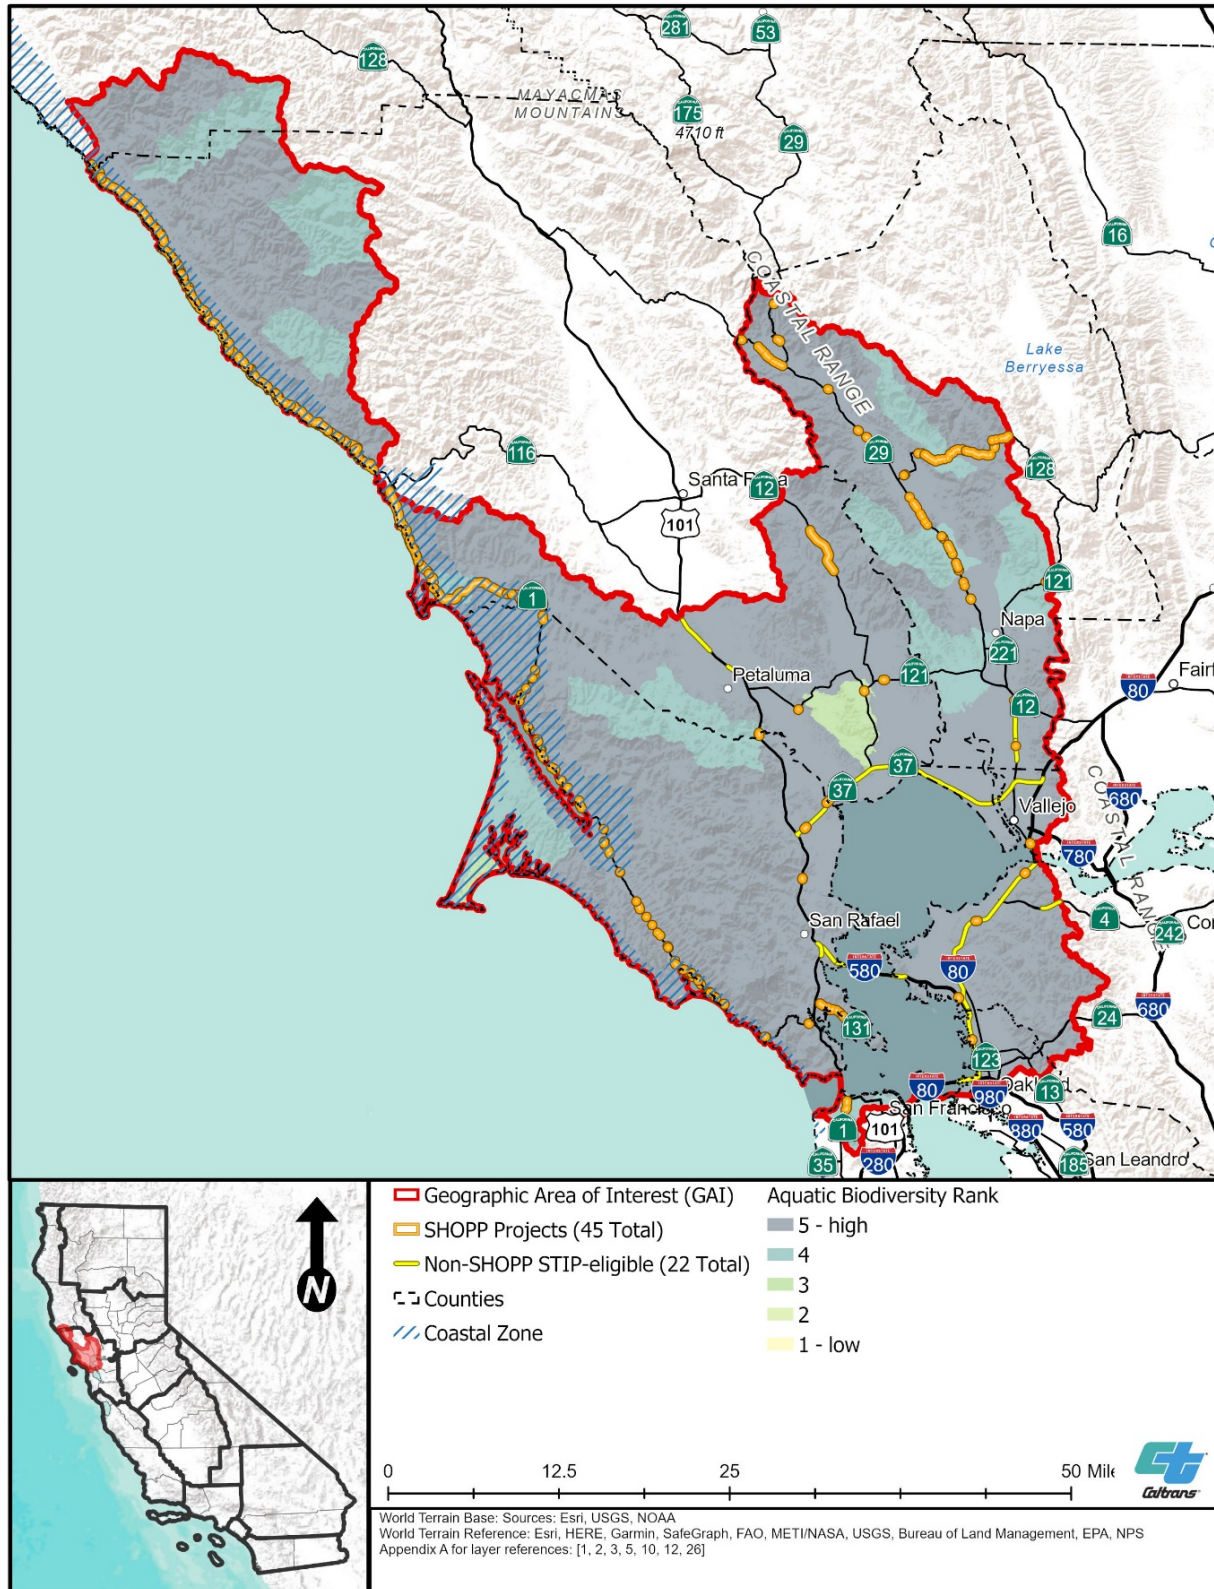 281
53
128
MAYACMAS
MOUNTAINS
CALIFORNIA
175
4710 ft
29
16
COASTAL RANGE
Lake
Berryessa
116
29
128
Santa Rosa
12
101
1
121
Napa
221
Petaluma
121
12
80
Fairf
37
37
680
Vallejo
780
COASTAL RANGE
San Rafael
4
242
Con
580
80
680
131
24
123
80
Oakland
980
13
San Francisco
1
101
880
580
35
280
185
San Leandro
N
Geographic Area of Interest (GAI)
SHOPP Projects (45 Total)
Non-SHOPP STIP-eligible (22 Total)
Counties
Coastal Zone
Aquatic Biodiversity Rank
5 - high
4
3
2
1 - low
0 12.5 25 50 Mile
Caltrans
World Terrain Base: Sources: Esri, USGS, NOAA
World Terrain Reference: Esri, HERE, Garmin, SafeGraph, FAO, METI/NASA, USGS, Bureau of Land Management, EPA, NPS
Appendix A for layer references: [1, 2, 3, 5, 10, 12, 26]